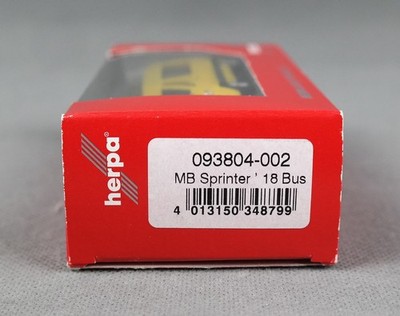 herpa
093804-002
MB Sprinter ' 18 Bus
4 013150 348799